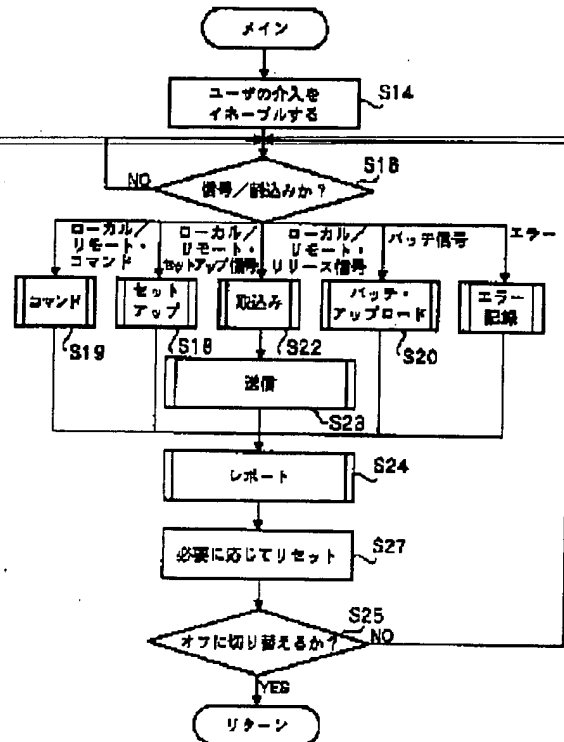 メイン
ユーザの介入を
イネーブルする
S14
NO
信号／割込みか？
S16
ローカル／
リモート・
コマンド
ローカル／
リモート・
セットアップ信号
ローカル／
リモート・
リリース信号
バッチ信号
エラー
コマンド
S19
セット
アップ
S18
取込み
S22
バッチ・
アップロード
S20
エラー
記録
送信
S23
レポート
S24
必要に応じてリセット
S27
オフに切り替えるか？
S25
NO
YES
リターン